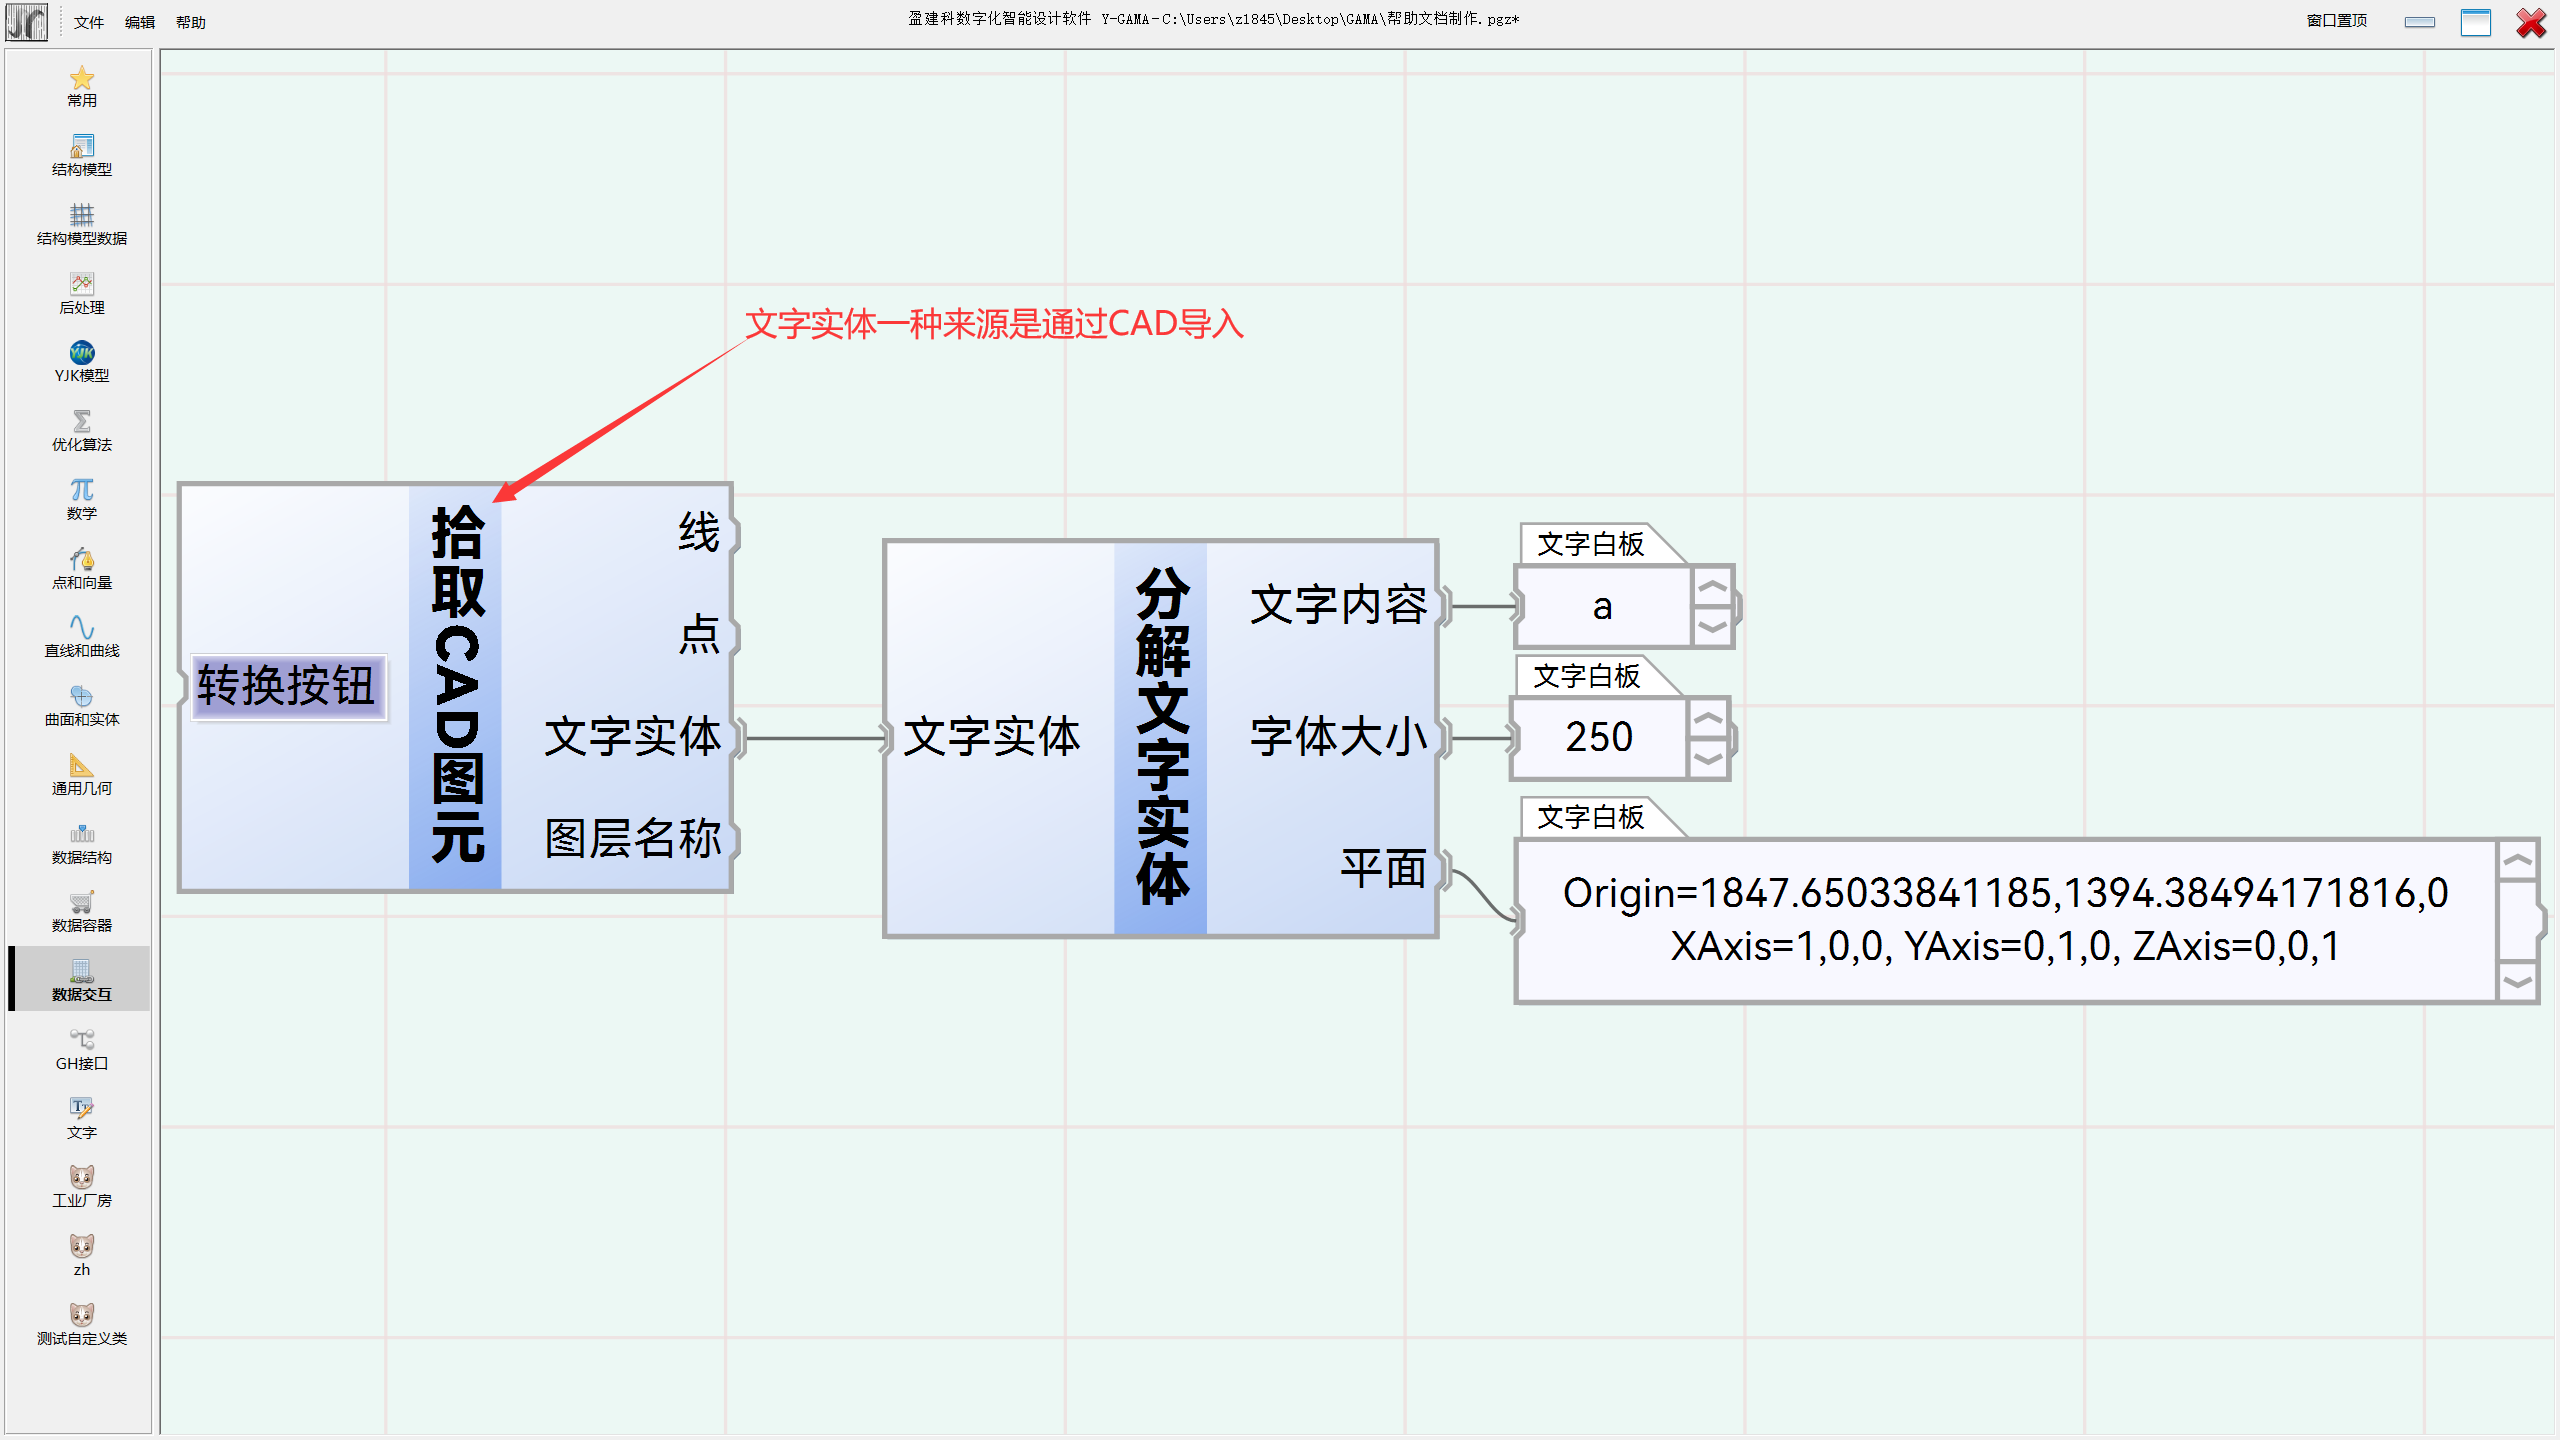 文件 编辑 帮助
盈建科数字化智能设计软件 Y-GAMA-C:\Users\z1845\Desktop\GAMA\帮助文档制作.pgz*
窗口置顶
常用
结构模型
结构模型数据
后处理
YJK模型
优化算法
数学
点和向量
直线和曲线
曲面和实体
通用几何
数据结构
数据容器
数据交互
GH接口
文字
工业厂房
zh
测试自定义类
文字实体一种来源是通过CAD导入
转换按钮
拾取CAD图元
线
点
文字实体
图层名称
文字实体
分解文字实体
文字内容
字体大小
平面
文字白板
a
文字白板
250
文字白板
Origin=1847.65033841185,1394.38494171816,0
XAxis=1,0,0, YAxis=0,1,0, ZAxis=0,0,1